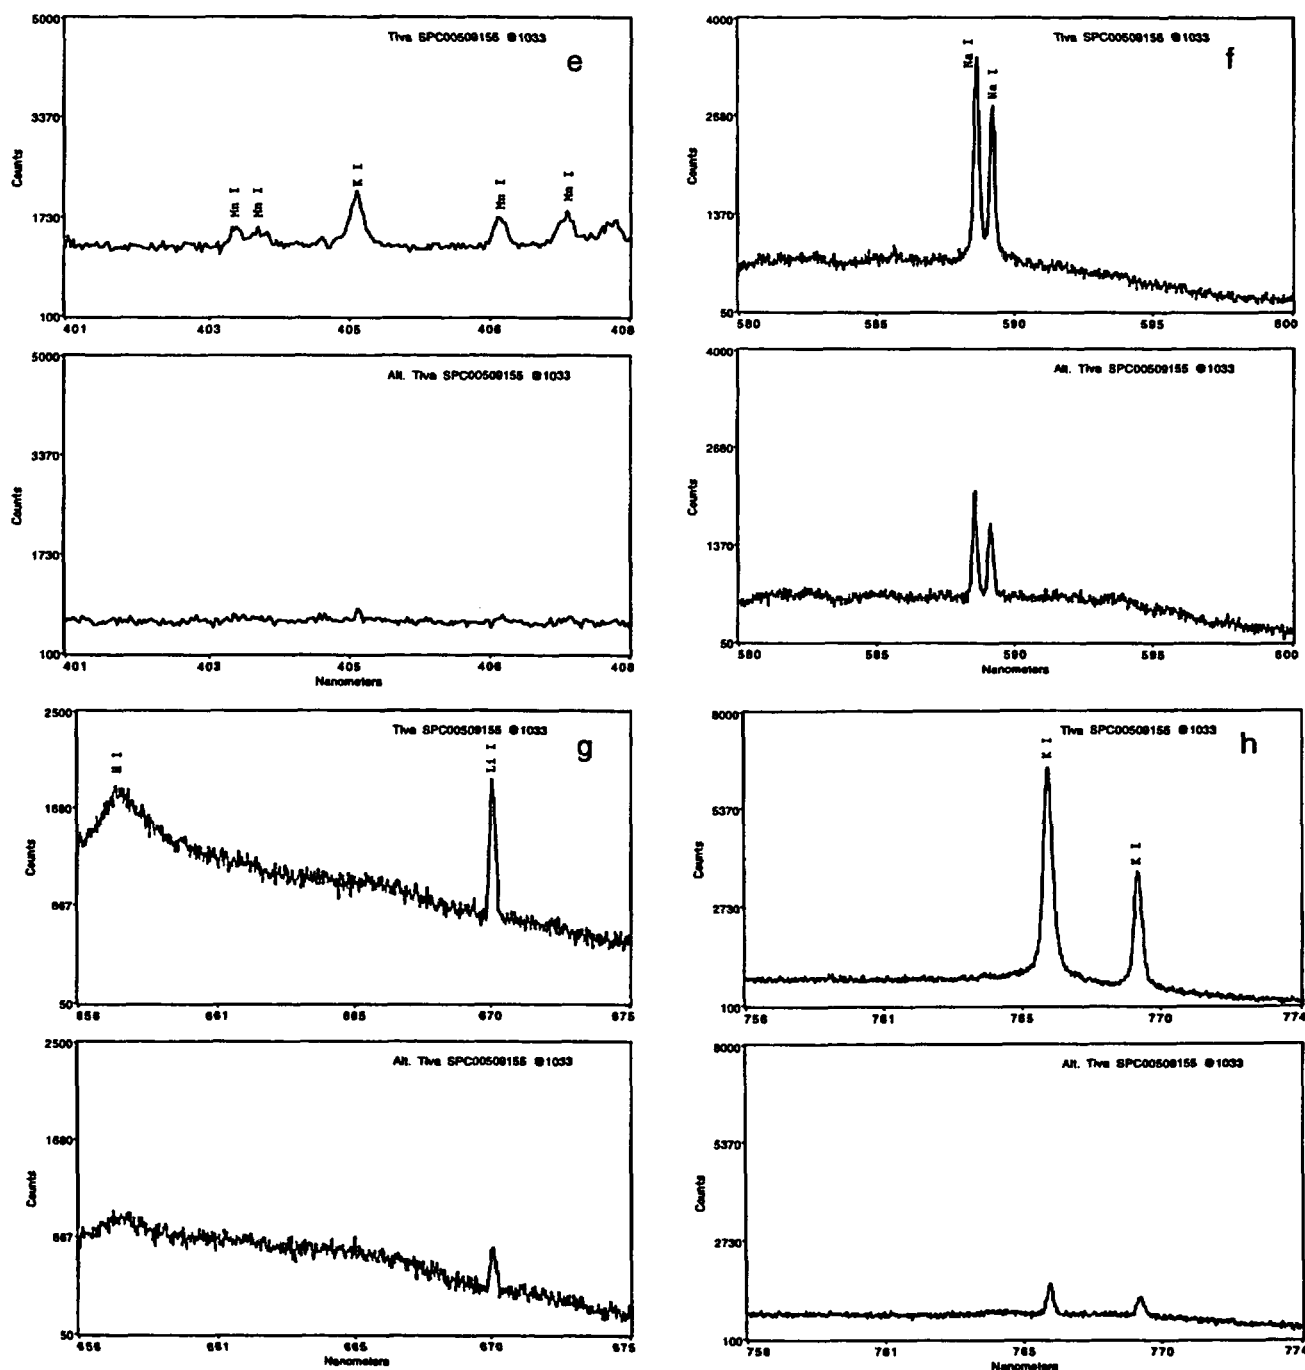 5000
Tiva SPC00509155 @1033
e
3370
Counts
Mn I
Mn I
K I
Mn I
Mn I
1730
100
401 403 405 406 407 408
4000
Tiva SPC00509155 @1033
f
Na I
Na I
2680
Counts
1370
50
580 585 590 595 600
5000
Alt. Tiva SPC00509155 @1033
3370
Counts
1730
100
401 403 405 406 407 408
Nanometers
4000
Alt. Tiva SPC00509155 @1033
2680
Counts
1370
50
580 585 590 595 600
Nanometers
2500
Tiva SPC00509155 @1033
g
Li I
1680
Counts
867
50
656 661 665 670 675
8000
Tiva SPC00509155 @1033
h
K I
K I
5370
Counts
2730
100
756 761 765 770 774
2500
Alt. Tiva SPC00509155 @1033
1680
Counts
867
50
656 661 665 670 675
Nanometers
8000
Alt. Tiva SPC00509155 @1033
5370
Counts
2730
100
756 761 765 770 774
Nanometers